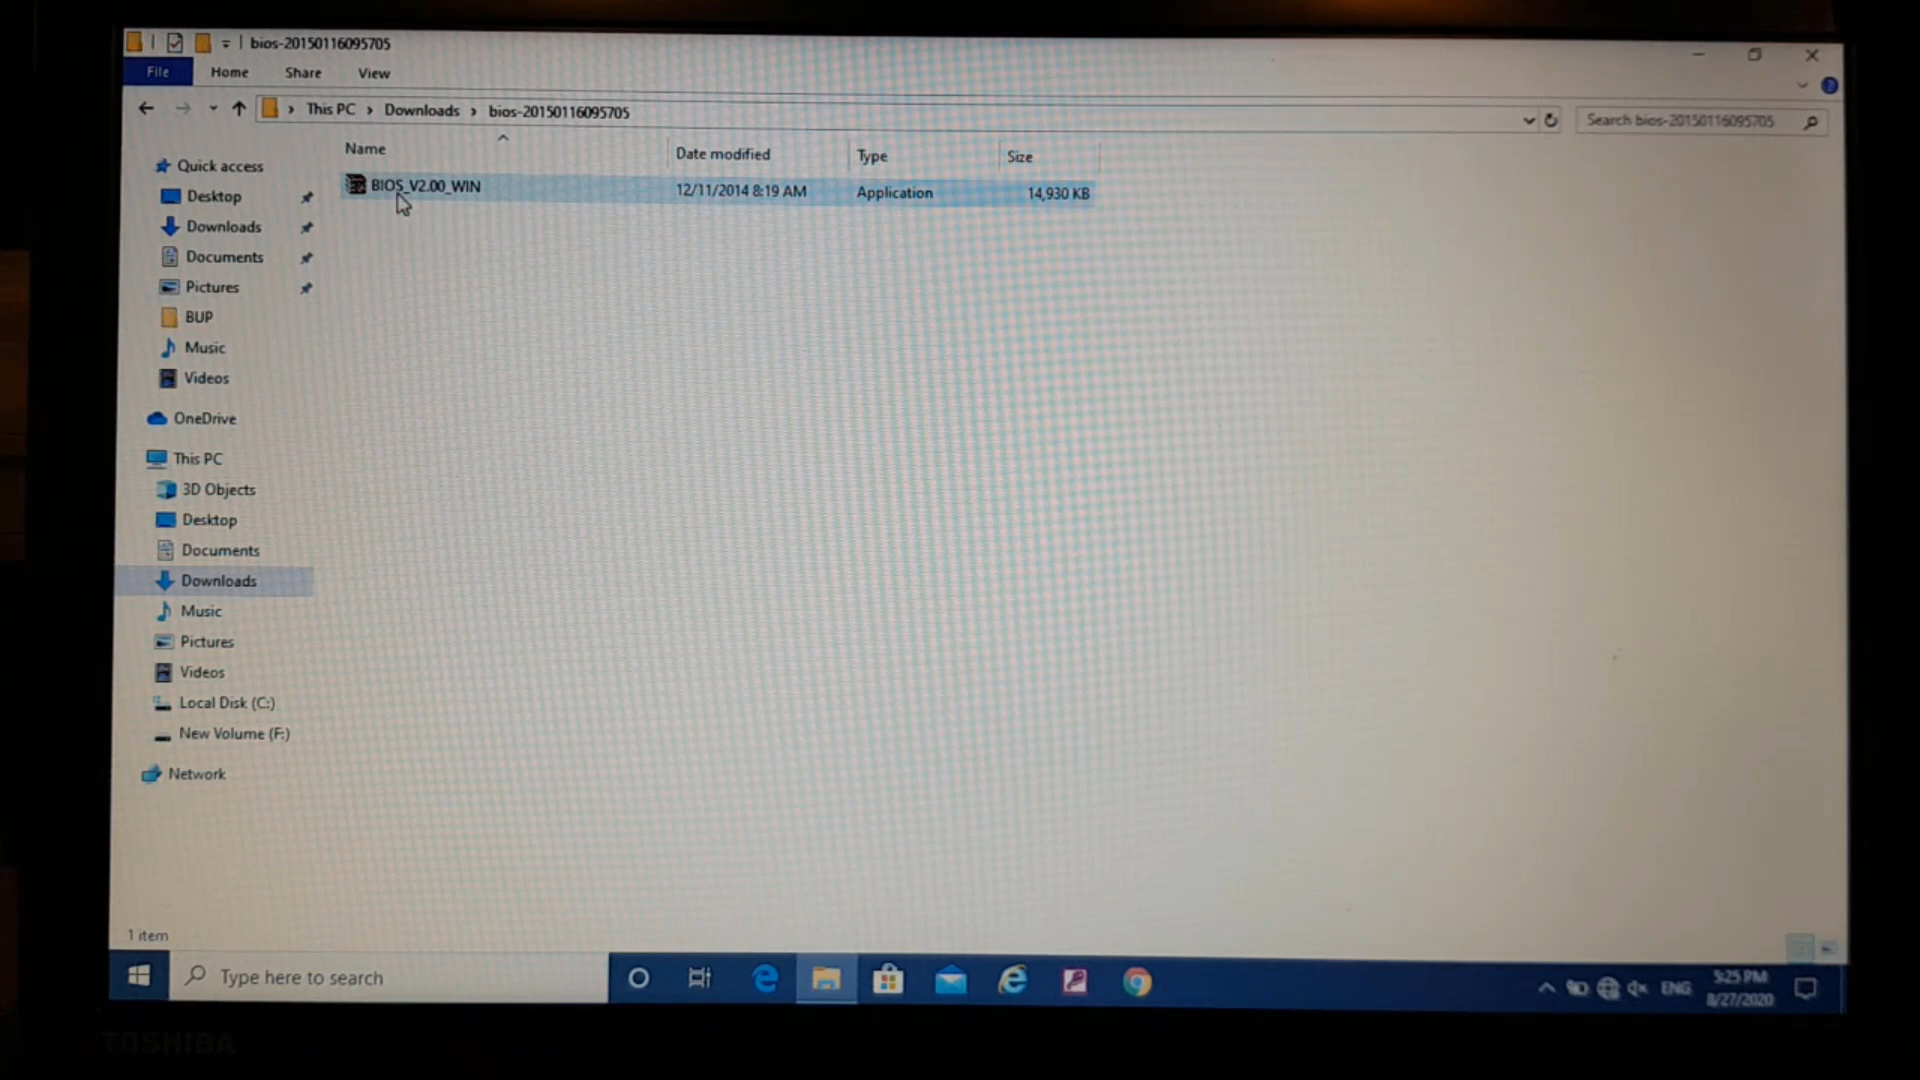 bios-20150116095705
File Home Share View
This PC Downloads bios-20150116095705
Search bios-20150116095705
Name Date modified Type Size
BIOS_V2.00_WIN 12/11/2014 8:19 AM Application 14,930 KB
Quick access
Desktop
Downloads
Documents
Pictures
BUP
Music
Videos
OneDrive
This PC
3D Objects
Desktop
Documents
Downloads
Music
Pictures
Videos
Local Disk (C:)
New Volume (F:)
Network
1 item
Type here to search
ENG
5:25 PM
8/27/2020
TOSHIBA